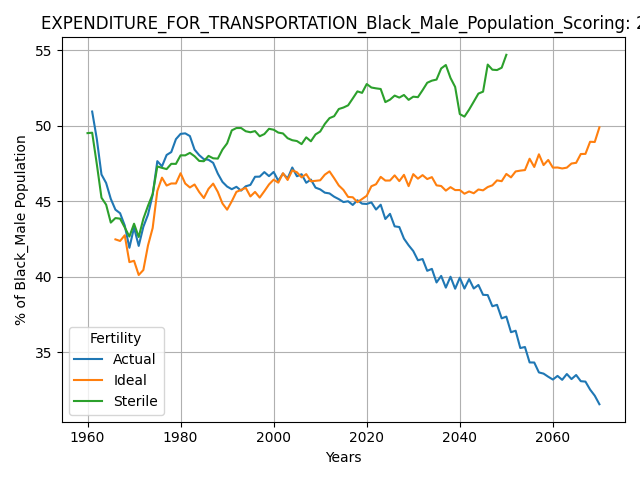 EXPENDITURE_FOR_TRANSPORTATION_Black_Male_Population_Scoring: 2
55
50
45
40
35
% of Black_Male Population
Fertility
Actual
Ideal
Sterile
1960 1980 2000 2020 2040 2060
Years